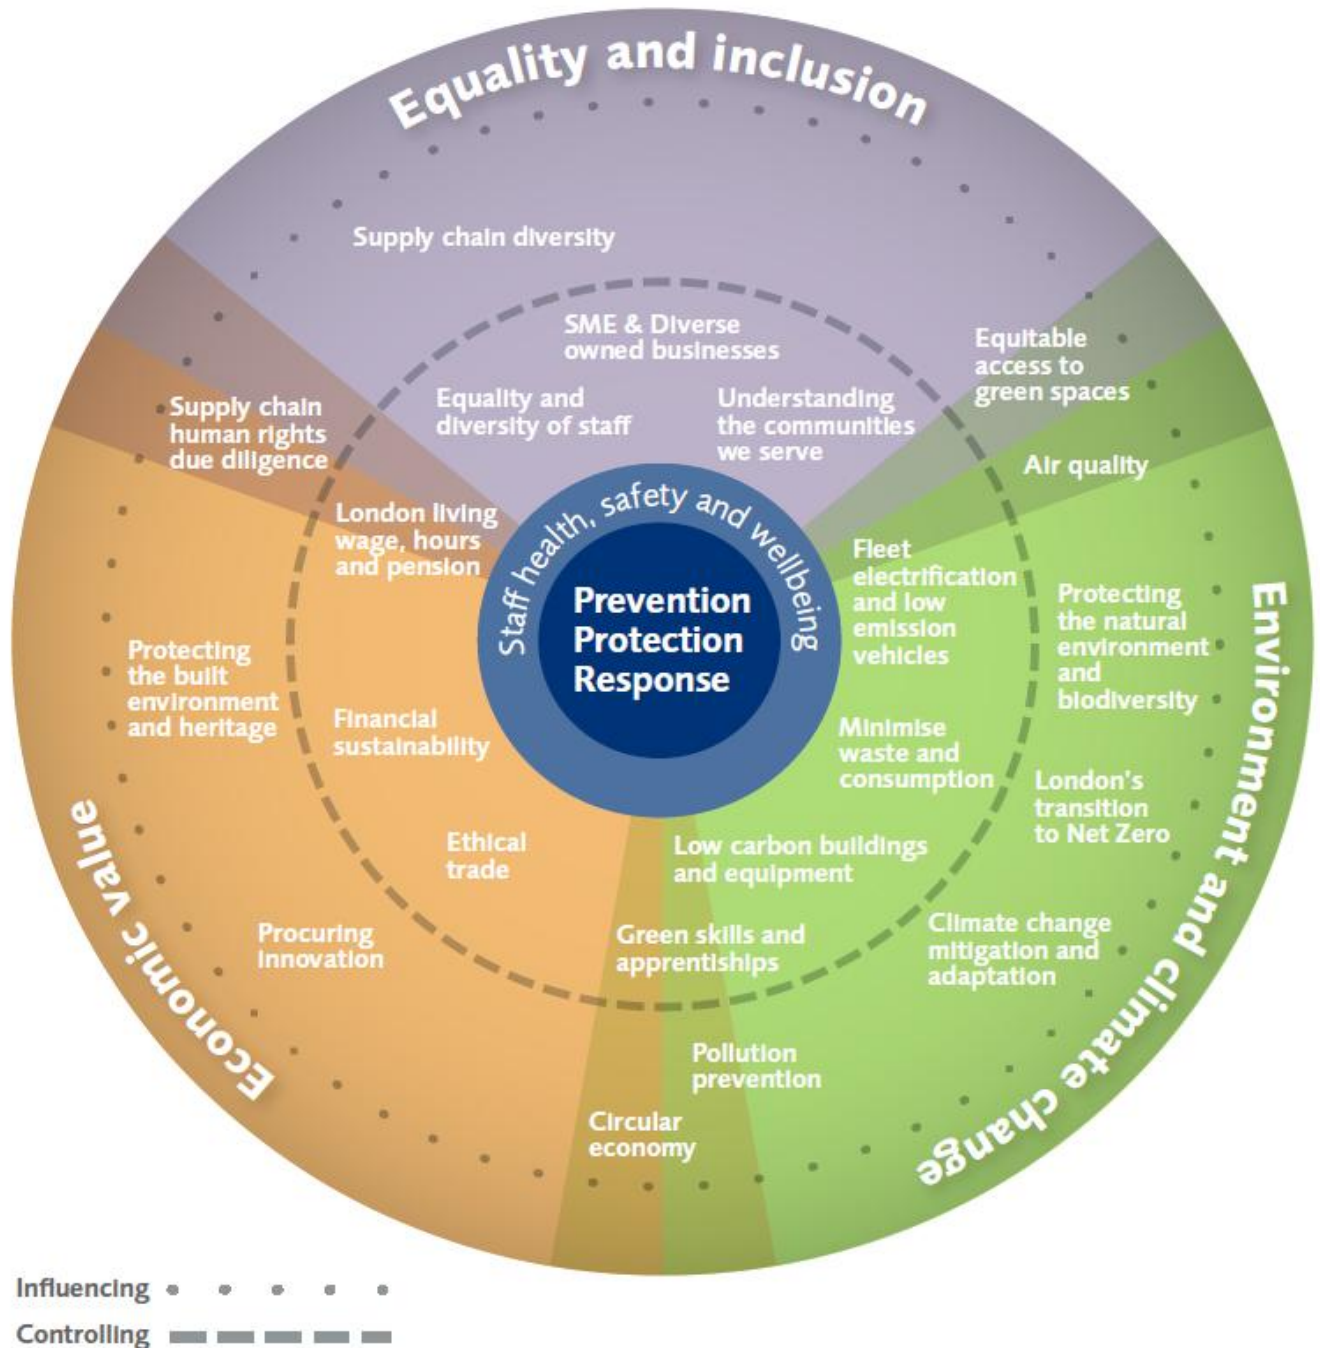 Equality and inclusion
Supply chain diversity
SME & Diverse
owned businesses
Equality and
diversity of staff
Understanding
the communities
we serve
Equitable
access to
green spaces
Air quality
Supply chain
human rights
due diligence
London living
wage, hours
and pension
Staff health, safety and wellbeing
Prevention
Protection
Response
Fleet
electrification
and low
emission
vehicles
Protecting
the natural
environment
and
biodiversity
Minimise
waste and
consumption
London's
transition
to Net Zero
Low carbon buildings
and equipment
Climate change
mitigation and
adaptation
Environment and climate change
Protecting
the built
environment
and heritage
Financial
sustainability
Ethical
trade
Procuring
innovation
Economic value
Green skills and
apprentiships
Pollution
prevention
Circular
economy
Influencing
Controlling